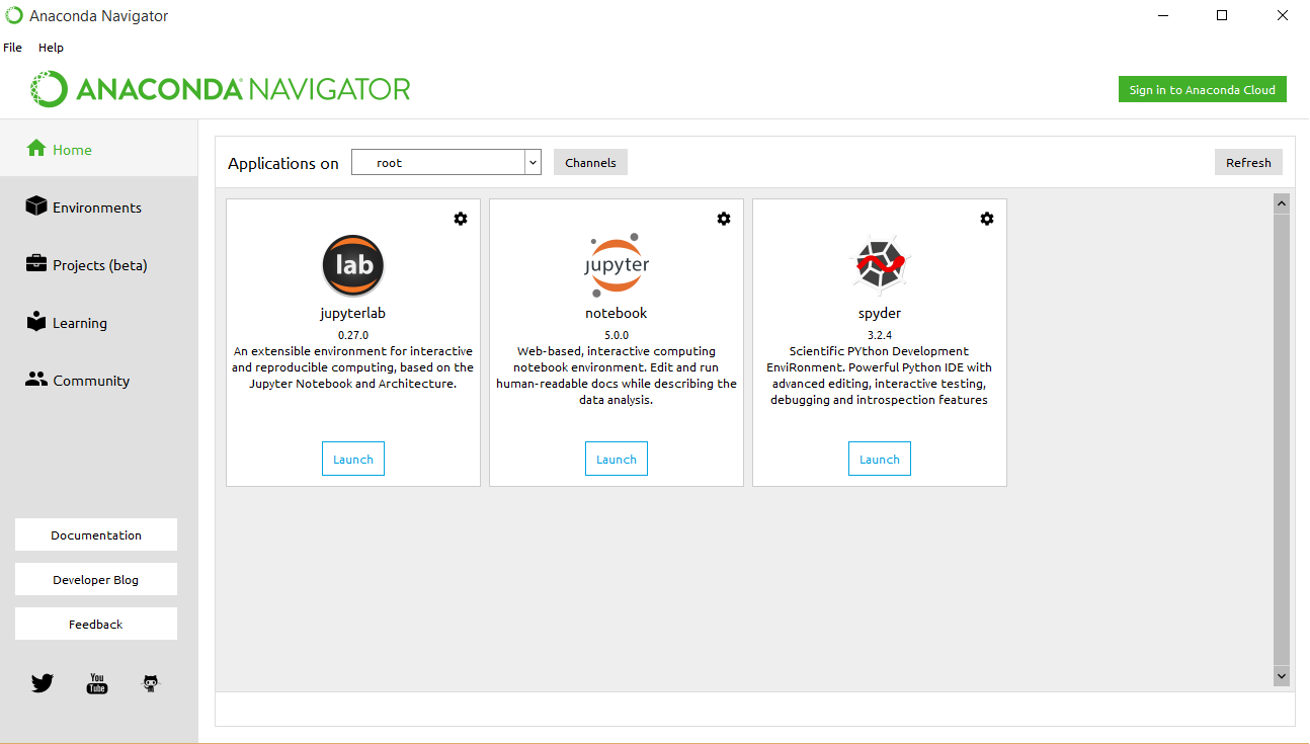 Anaconda Navigator
File Help
ANACONDA NAVIGATOR
Sign in to Anaconda Cloud
Home
Environments
Projects (beta)
Learning
Community
Documentation
Developer Blog
Feedback
You
Tube
Applications on root Channels Refresh
lab
jupyterlab
0.27.0
An extensible environment for interactive
and reproducible computing, based on the
Jupyter Notebook and Architecture.
Launch
jupyter
notebook
5.0.0
Web-based, interactive computing
notebook environment. Edit and run
human-readable docs while describing the
data analysis.
Launch
spyder
3.2.4
Scientific PYthon Development
EnviRonment. Powerful Python IDE with
advanced editing, interactive testing,
debugging and introspection features
Launch